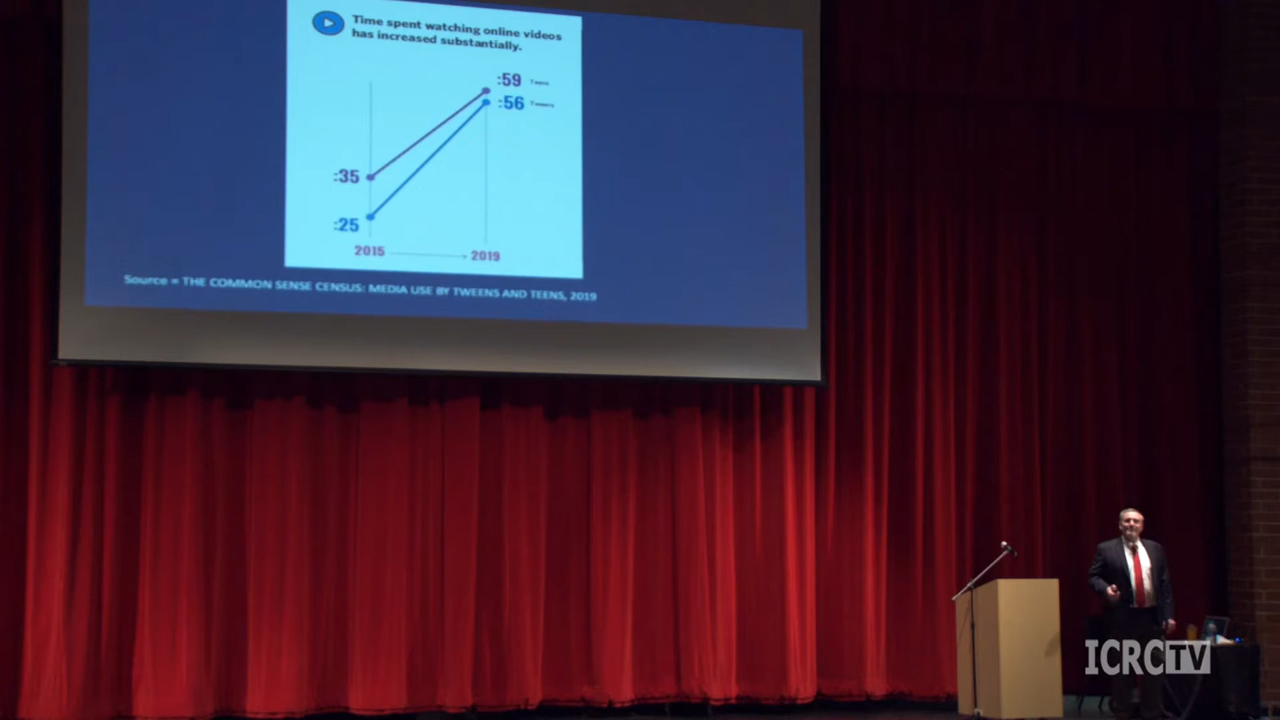 Time spent watching online videos
has increased substantially.
:59 Teens
:56 Tweens
:35
:25
2015
2019
Source = THE COMMON SENSE CENSUS: MEDIA USE BY TWEENS AND TEENS, 2019
ICRCTV